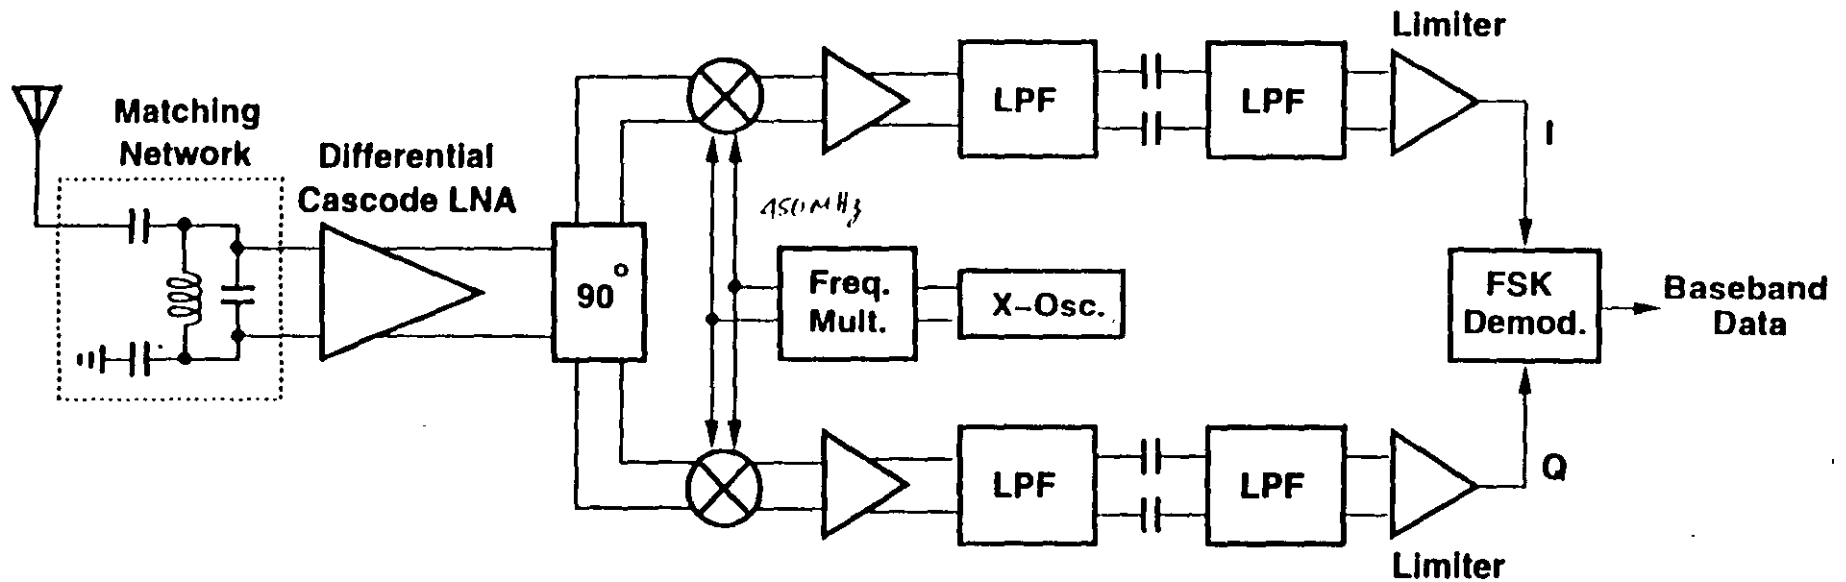 Limiter
Matching
Network
Differential
Cascode LNA
LPF
LPF
I
450MHz
90°
Freq.
Mult.
X-Osc.
FSK
Demod.
Baseband
Data
LPF
LPF
Q
Limiter